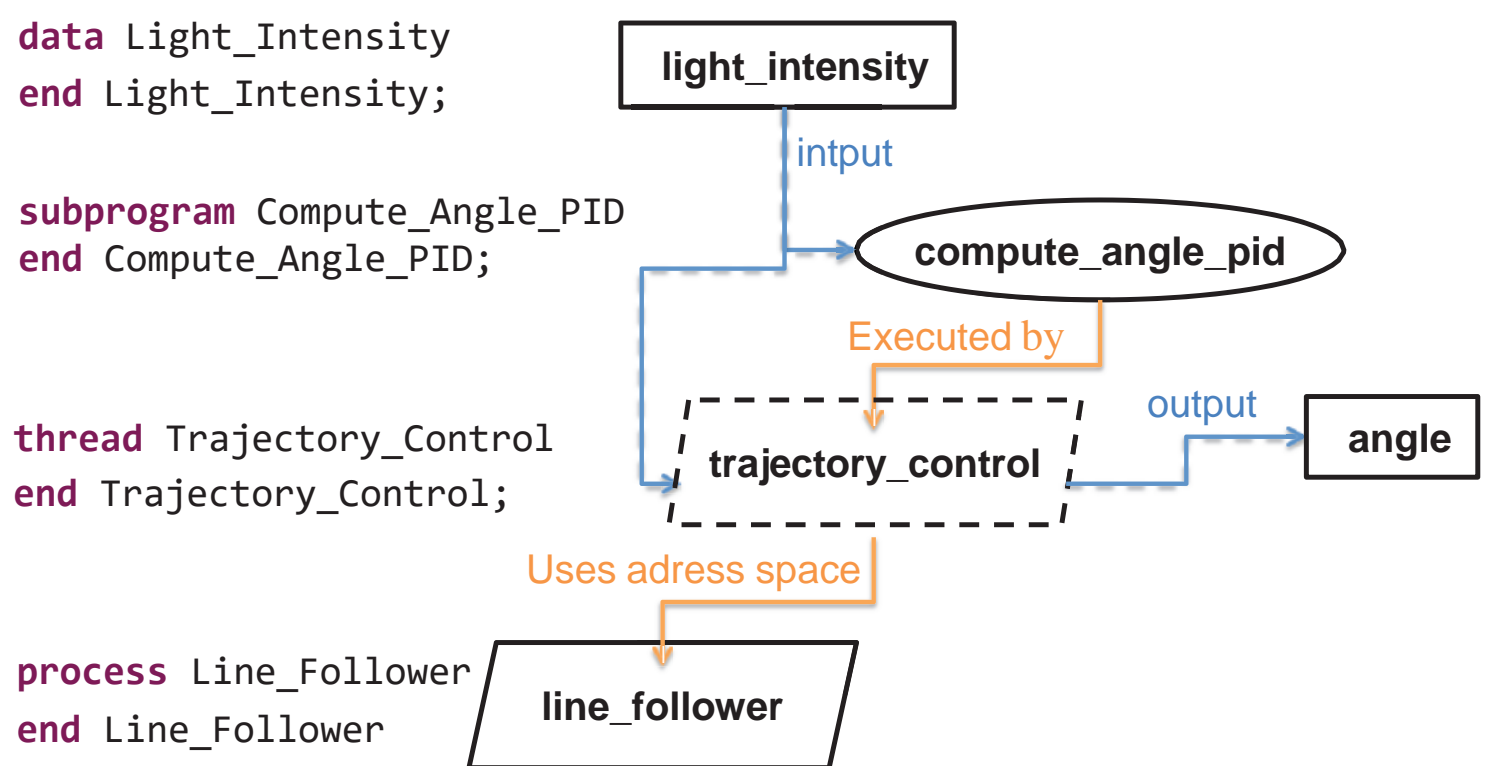 data Light_Intensity
end Light_Intensity;
light_intensity
intput
subprogram Compute_Angle_PID
end Compute_Angle_PID;
compute_angle_pid
Executed by
thread Trajectory_Control
end Trajectory_Control;
trajectory_control
output
angle
Uses adress space
process Line_Follower
end Line_Follower
line_follower